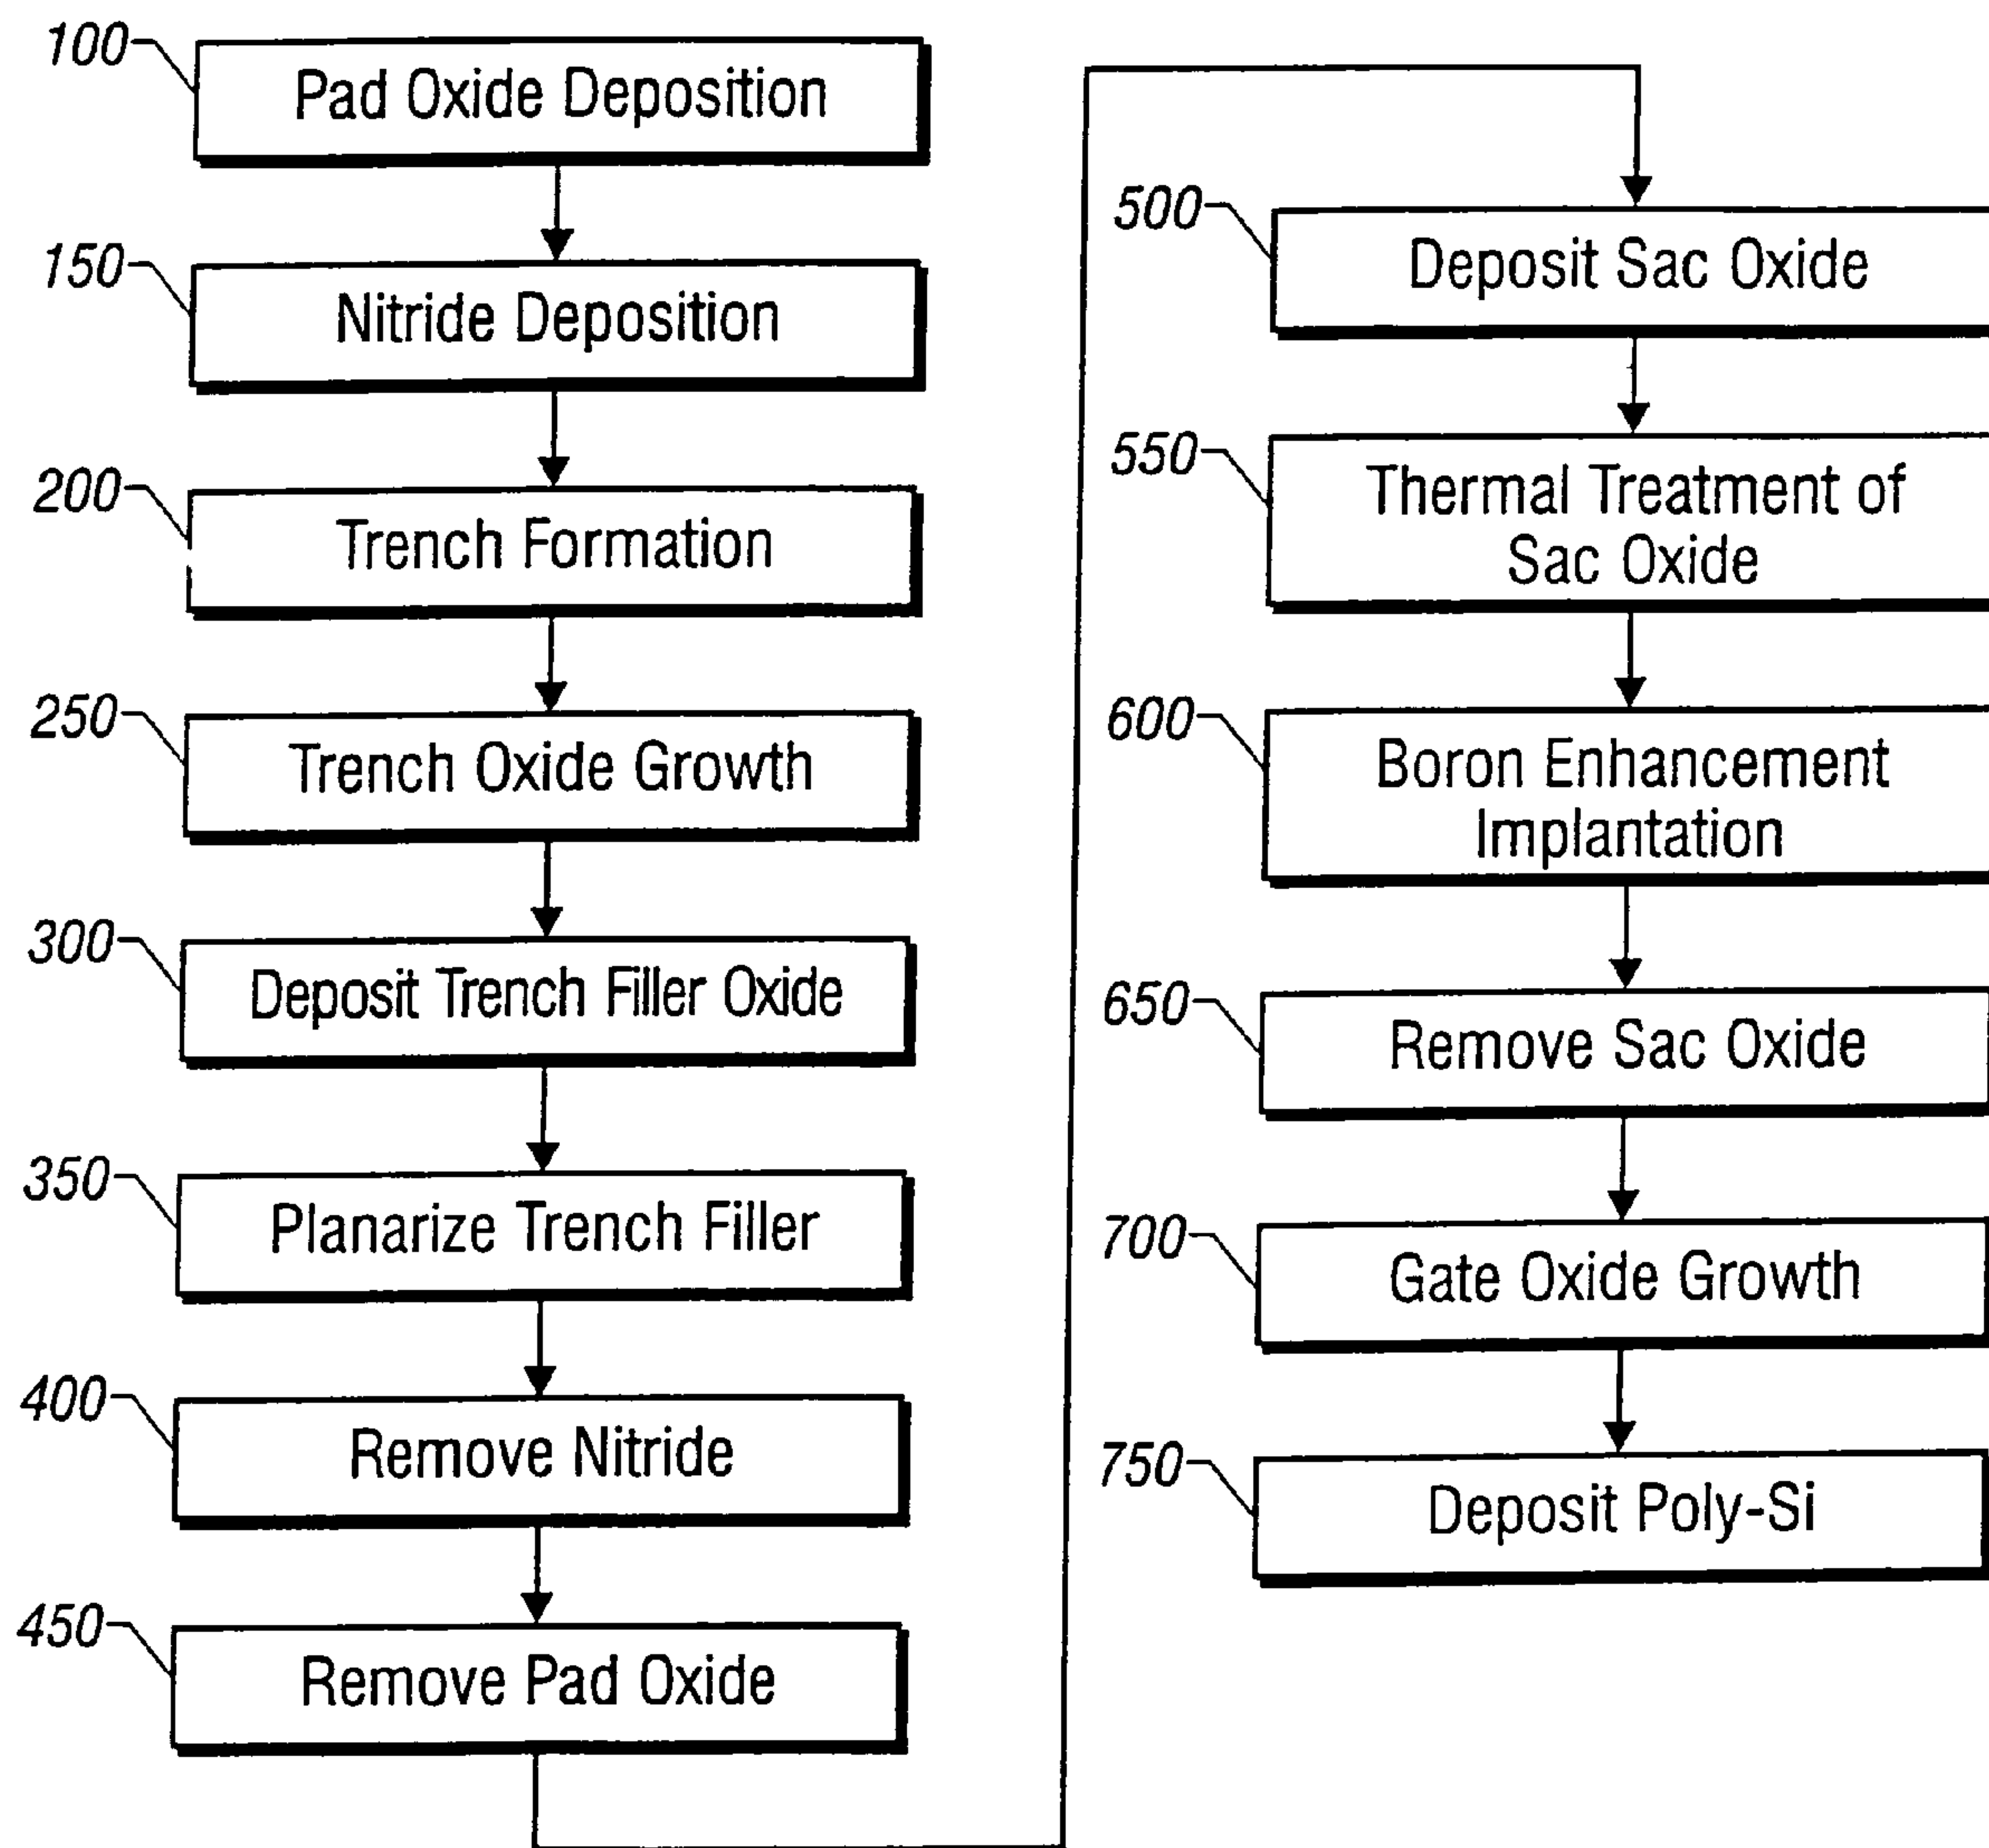 100
Pad Oxide Deposition
150
Nitride Deposition
200
Trench Formation
250
Trench Oxide Growth
300
Deposit Trench Filler Oxide
350
Planarize Trench Filler
400
Remove Nitride
450
Remove Pad Oxide
500
Deposit Sac Oxide
550
Thermal Treatment of
Sac Oxide
600
Boron Enhancement
Implantation
650
Remove Sac Oxide
700
Gate Oxide Growth
750
Deposit Poly-Si